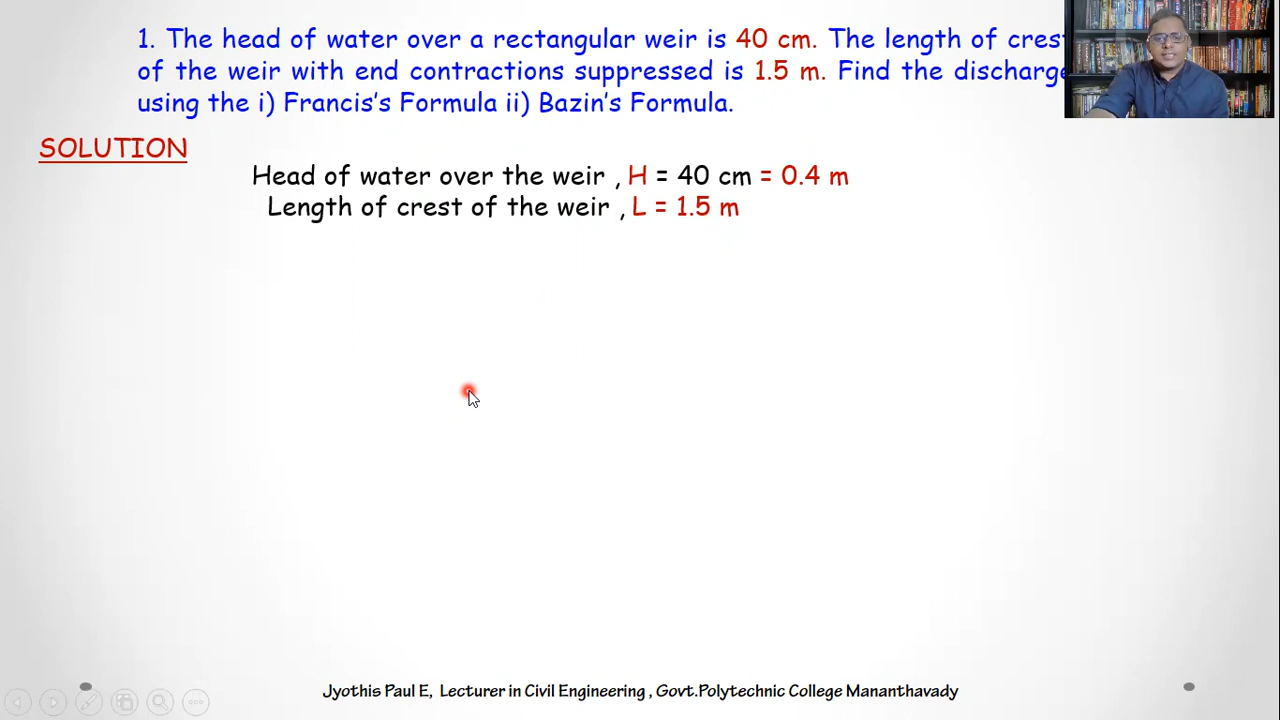 1. The head of water over a rectangular weir is 40 cm. The length of crest
of the weir with end contractions suppressed is 1.5 m. Find the discharge
using the i) Francis's Formula ii) Bazin's Formula.
SOLUTION
Head of water over the weir , H = 40 cm = 0.4 m
Length of crest of the weir , L = 1.5 m
Jyothis Paul E, Lecturer in Civil Engineering , Govt.Polytechnic College Mananthavady